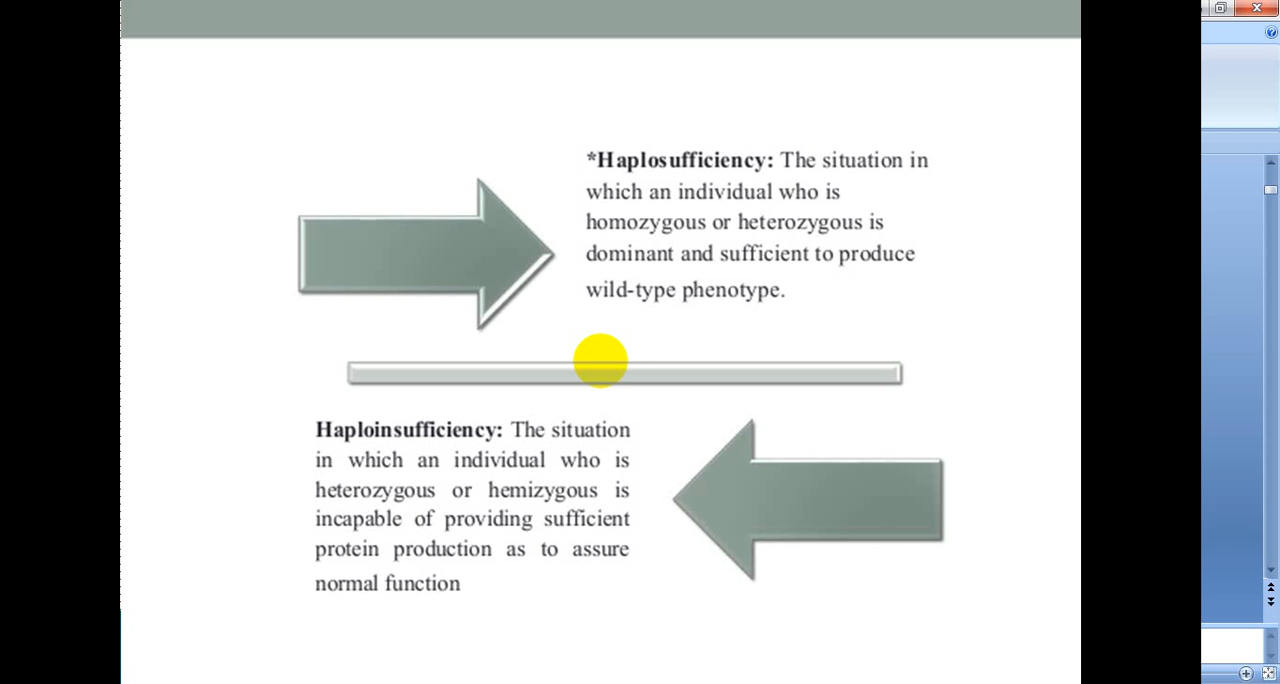 *Haplosufficiency: The situation in
which an individual who is
homozygous or heterozygous is
dominant and sufficient to produce
wild-type phenotype.
Haploinsufficiency: The situation
in which an individual who is
heterozygous or hemizygous is
incapable of providing sufficient
protein production as to assure
normal function